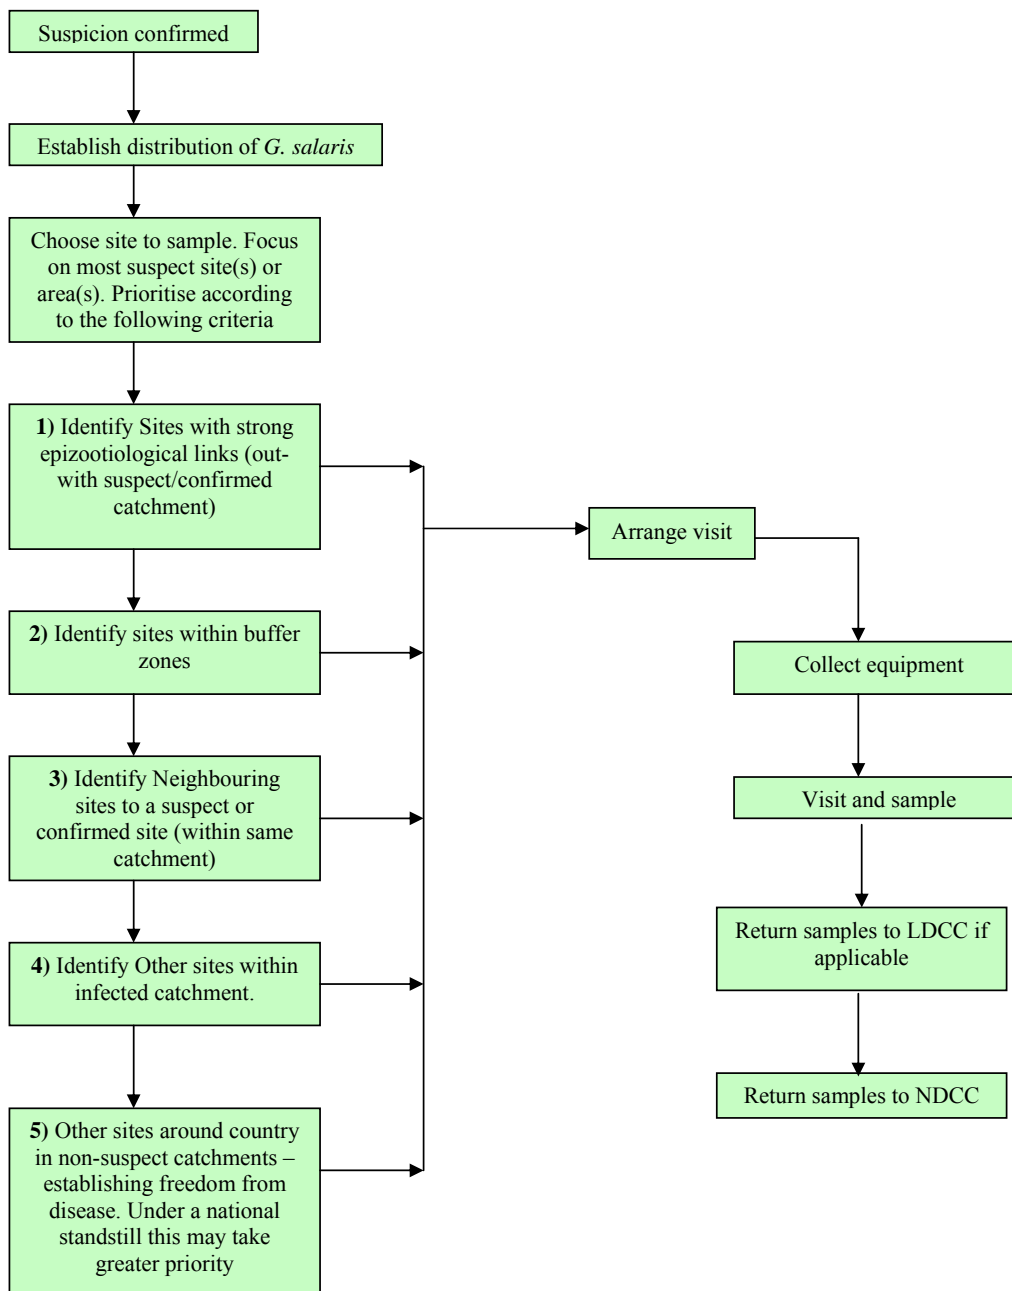 Suspicion confirmed
Establish distribution of G. salaris
Choose site to sample. Focus
on most suspect site(s) or
area(s). Prioritise according
to the following criteria
1) Identify Sites with strong
epizootiological links (out-
with suspect/confirmed
catchment)
2) Identify sites within buffer
zones
3) Identify Neighbouring
sites to a suspect or
confirmed site (within same
catchment)
4) Identify Other sites within
infected catchment.
5) Other sites around country
in non-suspect catchments –
establishing freedom from
disease. Under a national
standstill this may take
greater priority
Arrange visit
Collect equipment
Visit and sample
Return samples to LDCC if
applicable
Return samples to NDCC